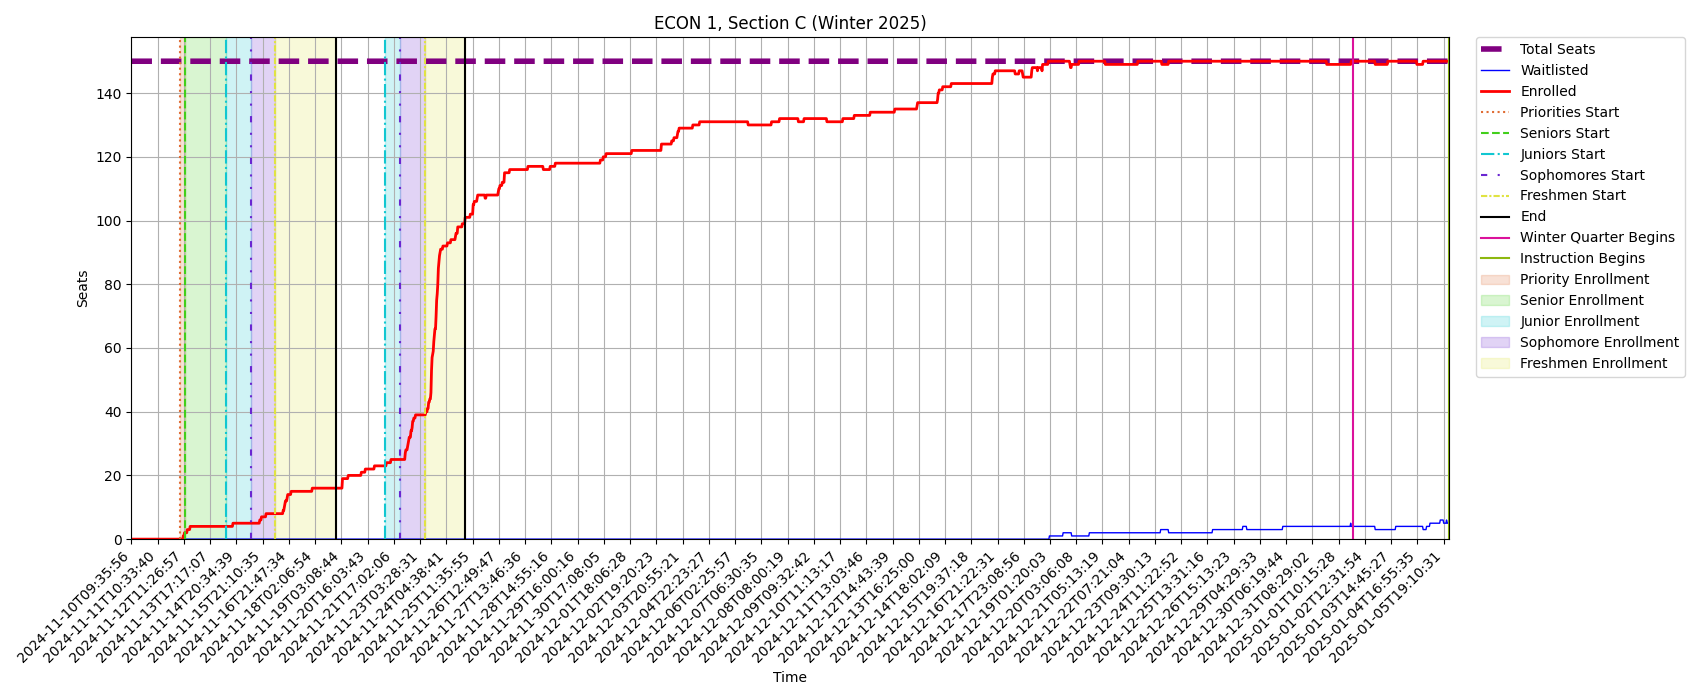 ECON 1, Section C (Winter 2025)
Seats
140
120
100
80
60
40
20
0
2024-11-10T09:35:56
2024-11-11T10:33:40
2024-11-12T11:26:57
2024-11-13T17:17:07
2024-11-14T20:34:39
2024-11-15T21:10:35
2024-11-16T21:47:34
2024-11-18T02:06:54
2024-11-19T03:08:44
2024-11-20T16:03:43
2024-11-21T17:02:06
2024-11-23T03:28:31
2024-11-24T04:38:41
2024-11-25T11:35:55
2024-11-26T12:49:47
2024-11-27T13:46:36
2024-11-28T14:55:16
2024-11-29T16:00:16
2024-11-30T17:08:05
2024-12-01T18:06:28
2024-12-02T19:20:23
2024-12-03T20:55:21
2024-12-04T22:23:27
2024-12-06T02:25:57
2024-12-07T06:30:35
2024-12-08T08:00:19
2024-12-09T09:32:42
2024-12-10T11:13:17
2024-12-11T13:03:46
2024-12-12T14:43:39
2024-12-13T16:25:00
2024-12-14T18:02:09
2024-12-15T19:37:18
2024-12-16T21:22:31
2024-12-17T23:08:56
2024-12-19T01:20:03
2024-12-20T03:06:08
2024-12-21T05:13:19
2024-12-22T07:21:04
2024-12-23T09:30:13
2024-12-24T11:22:52
2024-12-25T13:31:16
2024-12-26T15:13:23
2024-12-29T04:29:33
2024-12-30T06:19:44
2024-12-31T08:29:02
2025-01-01T10:15:28
2025-01-02T12:31:54
2025-01-03T14:45:27
2025-01-04T16:55:35
2025-01-05T19:10:31
Time
Total Seats
Waitlisted
Enrolled
Priorities Start
Seniors Start
Juniors Start
Sophomores Start
Freshmen Start
End
Winter Quarter Begins
Instruction Begins
Priority Enrollment
Senior Enrollment
Junior Enrollment
Sophomore Enrollment
Freshmen Enrollment